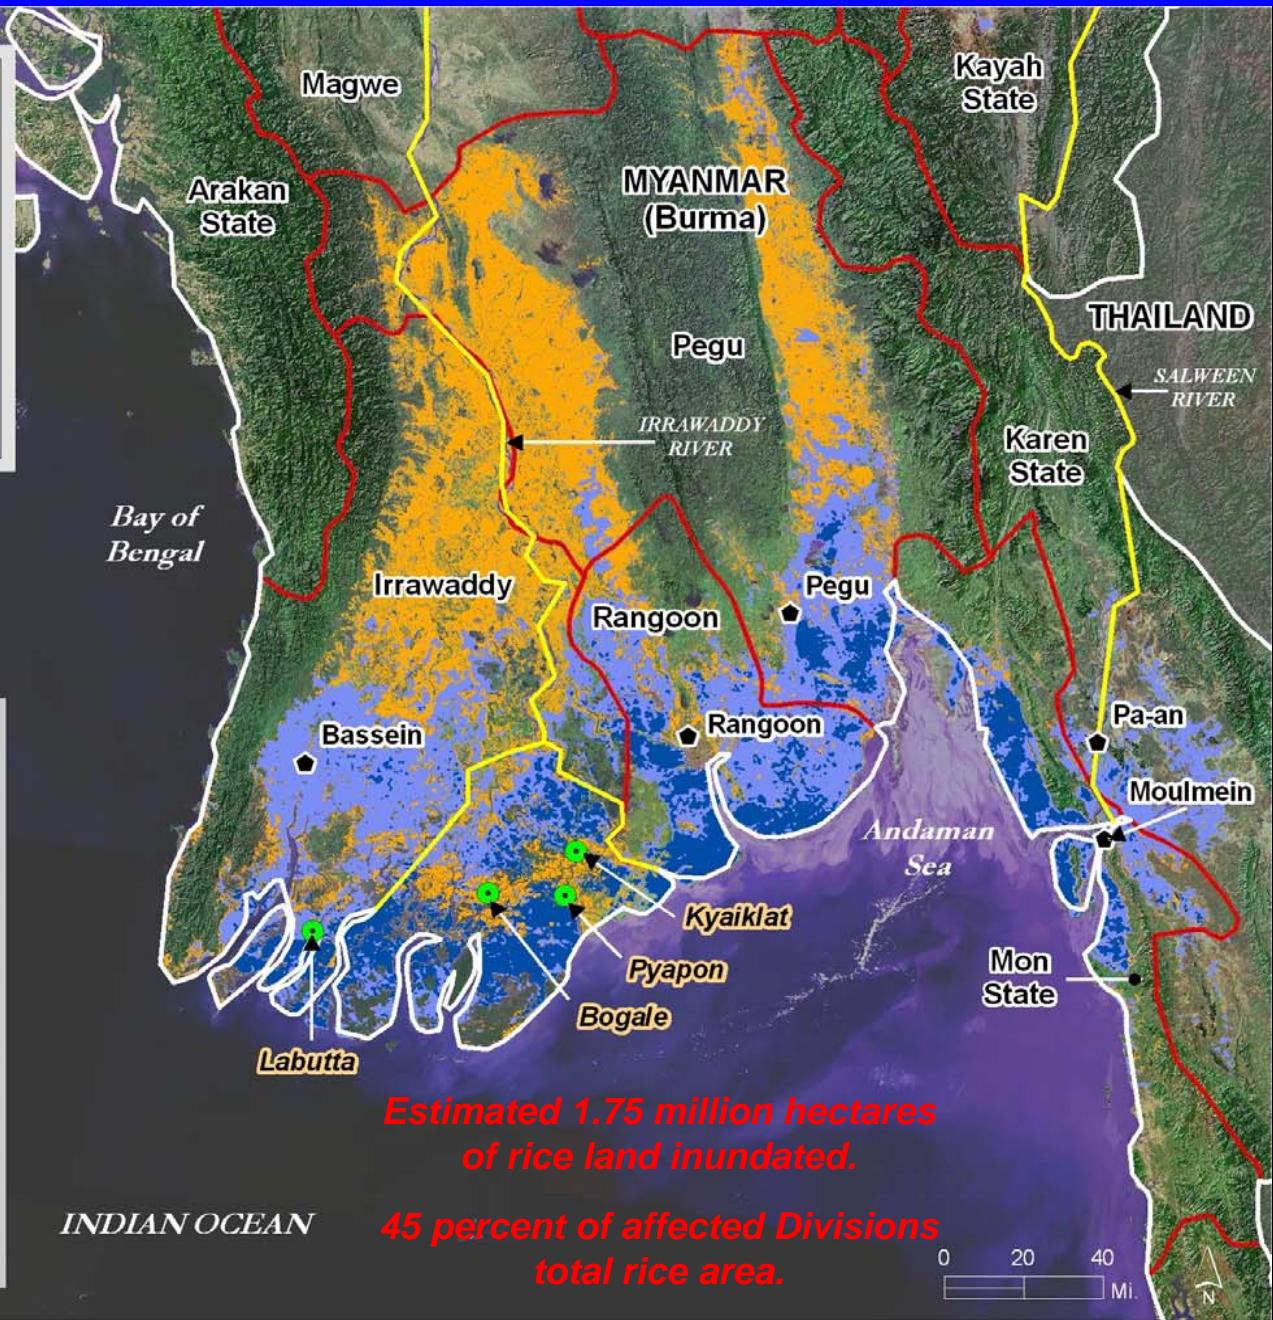 Magwe
Kayah
State
Arakan
State
MYANMAR
(Burma)
THAILAND
Pegu
SALWEEN
RIVER
IRRAWADDY
RIVER
Karen
State
Bay of
Bengal
Irrawaddy
Pegu
Rangoon
Bassein
Rangoon
Pa-an
Moulmein
Andaman
Sea
Kyaiklat
Pyapon
Mon
State
Bogale
Labutta
Estimated 1.75 million hectares
of rice land inundated.
INDIAN OCEAN
45 percent of affected Divisions
total rice area.
0 20 40
Mi.
N